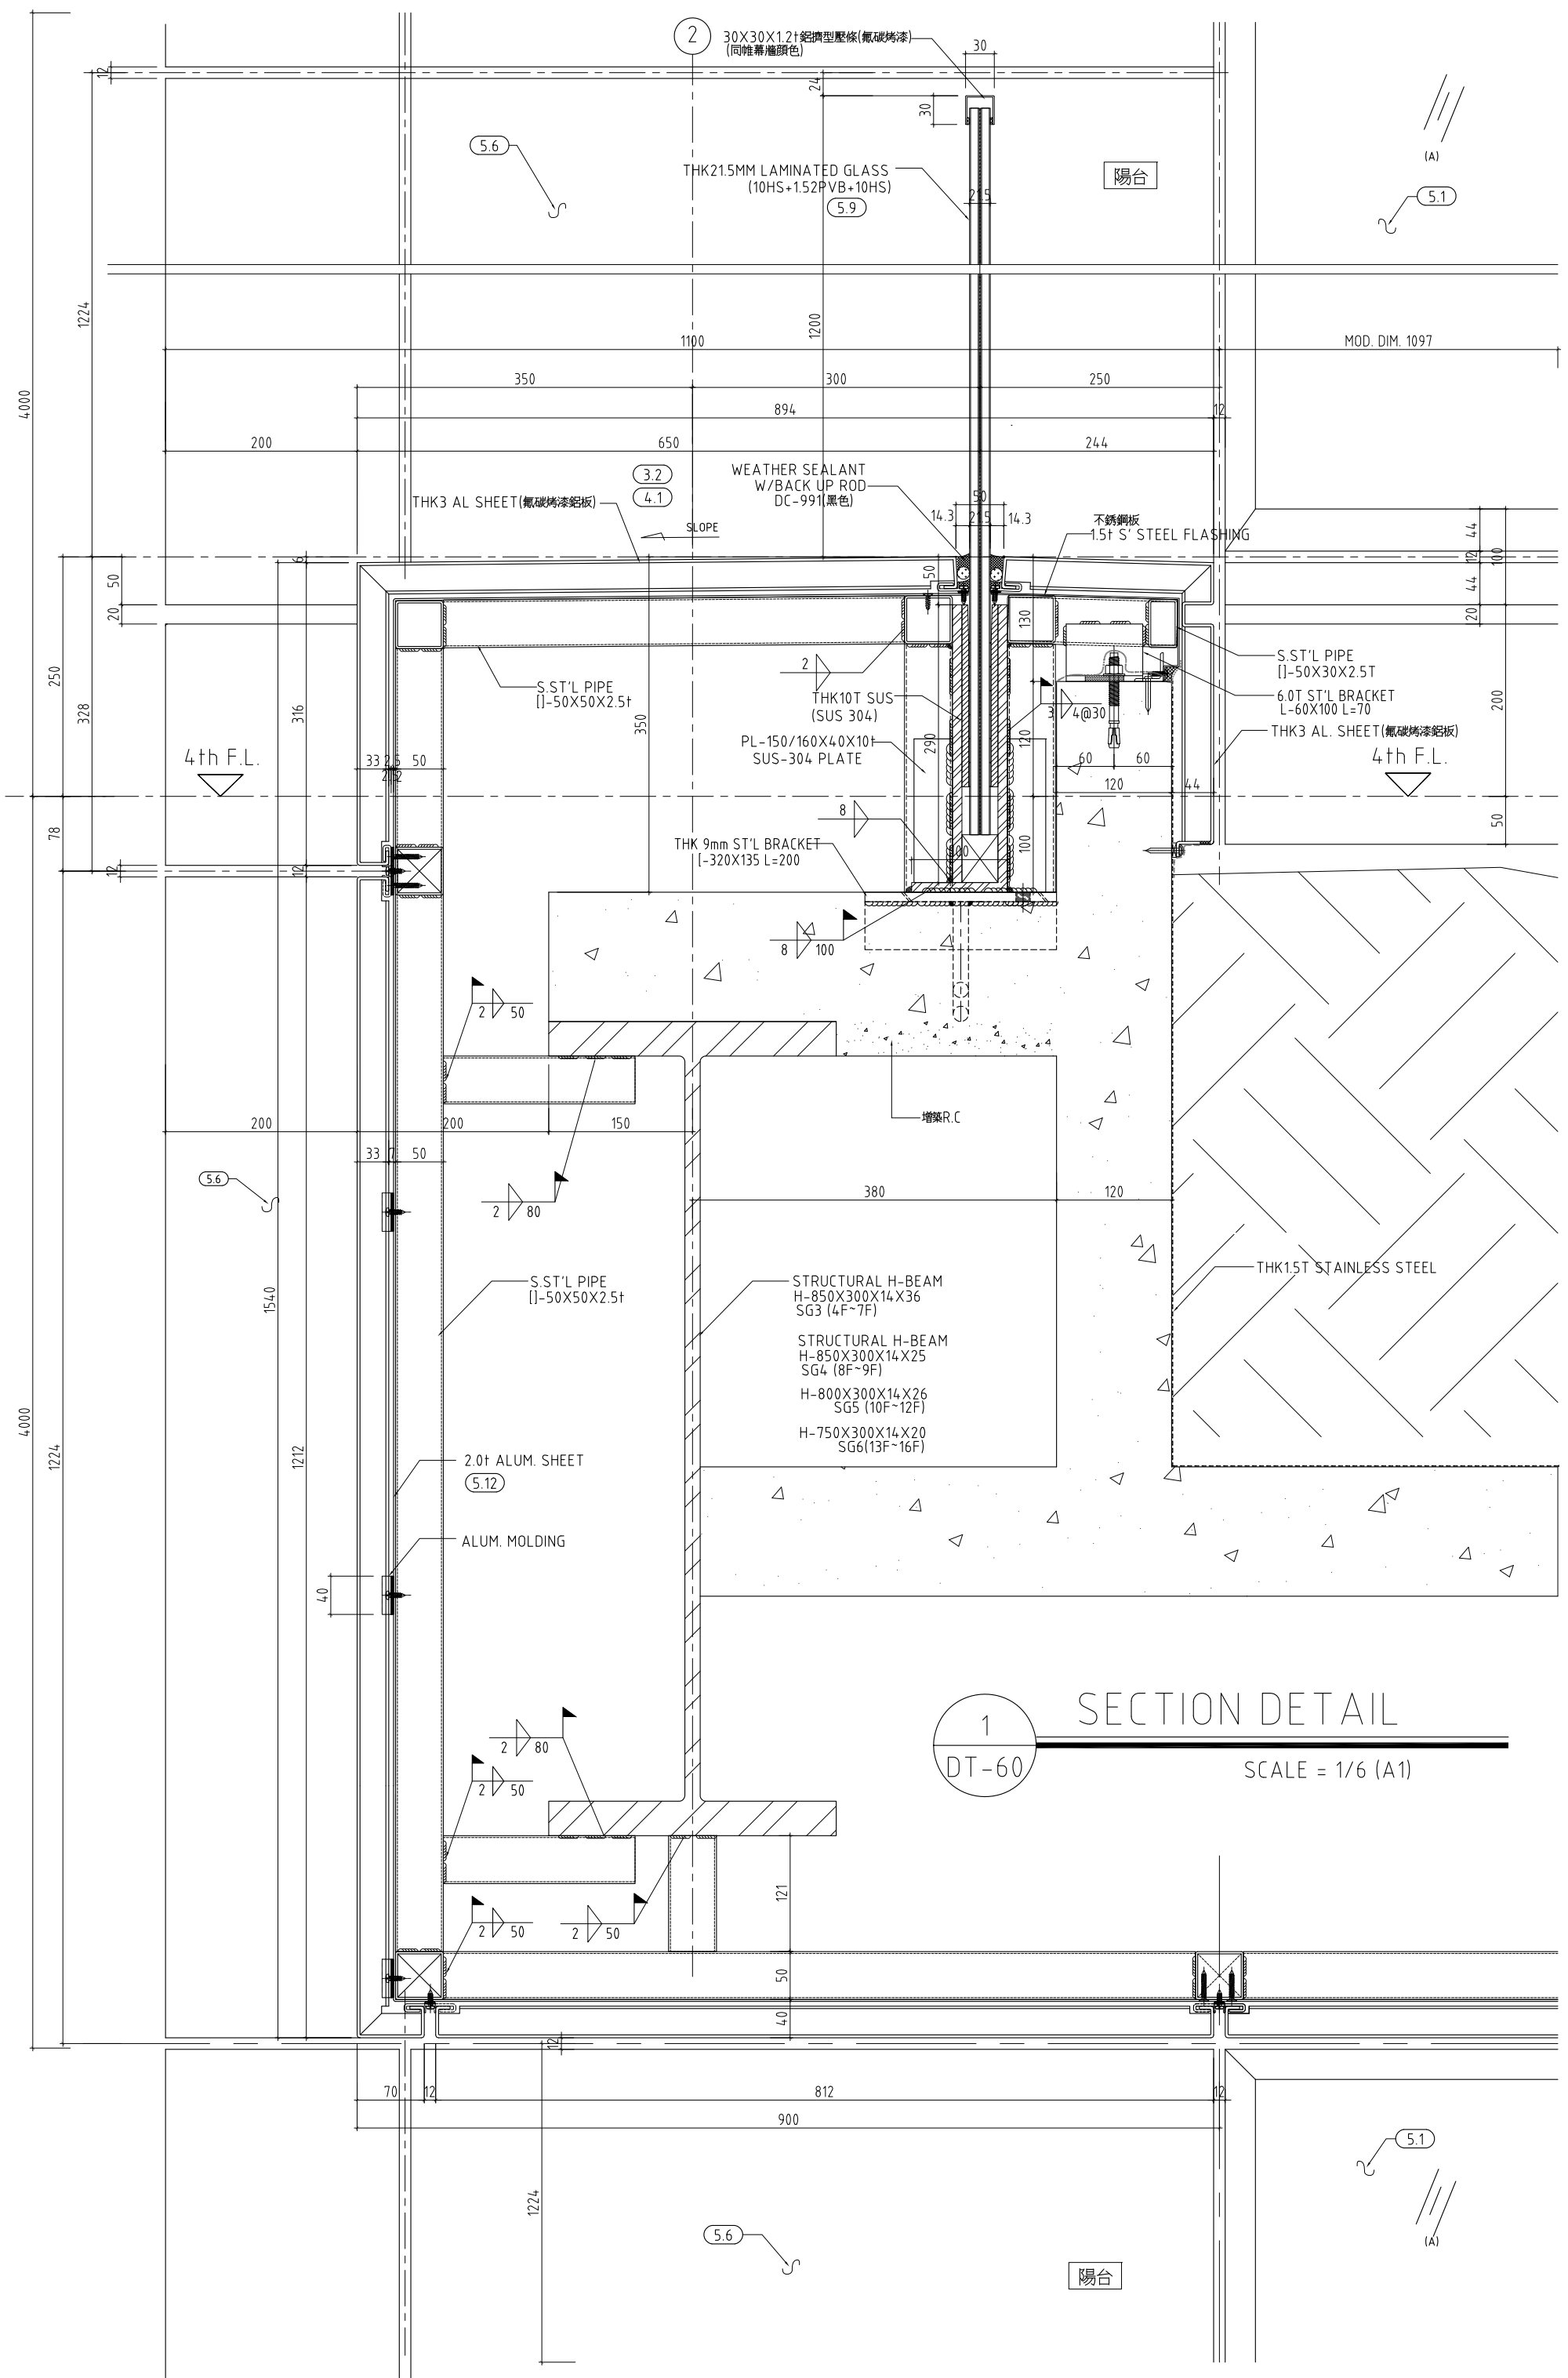 2
30X30X1.2t鋁擠型壓條(氟碳烤漆)
(同帷幕牆顏色)
30
12
24
30
(A)
5.6
THK21.5MM LAMINATED GLASS
(10HS+1.52PVB+10HS)
5.9
21.5
陽台
5.1
1224
1200
4000
1100
MOD. DIM. 1097
350
300
250
894
12
200
650
244
3.2
4.1
WEATHER SEALANT
W/BACK UP ROD
DC-991(黑色)
THK3 AL SHEET(氟碳烤漆鋁板)
SLOPE
50
14.3
21.5
14.3
不銹鋼板
1.5t S' STEEL FLASHING
44
12
100
44
20
6
50
20
50
130
S.ST'L PIPE
[]-50X30X2.5T
6.0T ST'L BRACKET
L-60X100 L=70
THK3 AL. SHEET(氟碳烤漆鋁板)
250
328
316
350
S.ST'L PIPE
[]-50X50X2.5t
2
THK10T SUS
(SUS 304)
3
4@30
290
120
PL-150/160X40X10t
SUS-304 PLATE
200
4th F.L.
4th F.L.
33
50
60
60
120
44
78
50
8
THK 9mm ST'L BRACKET
[-320X135 L=200
100
100
12
12
8
100
2
50
增築R.C
200
200
150
33
7
50
5.6
2
80
380
120
S.ST'L PIPE
[]-50X50X2.5t
STRUCTURAL H-BEAM
H-850X300X14X36
SG3 (4F~7F)
THK1.5T STAINLESS STEEL
1540
STRUCTURAL H-BEAM
H-850X300X14X25
SG4 (8F~9F)
H-800X300X14X26
SG5 (10F~12F)
H-750X300X14X20
SG6(13F~16F)
4000
1224
1212
2.0t ALUM. SHEET
5.12
ALUM. MOLDING
40
1
DT-60
SECTION DETAIL
SCALE = 1/6 (A1)
2
80
2
50
121
2
50
2
50
50
40
12
70
12
812
12
900
5.1
1224
5.6
(A)
陽台